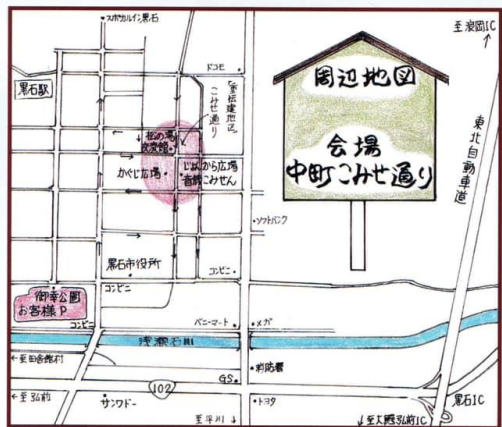 スポカルイン黒石
至浪岡IC
周辺地図
会場
中町こみせ通り
東北自動車道
ドコモ
黒石駅
重伝建地区
こみせ通り
松の湯
交流館
かぐじ広場
じょんから広場
音蔵こみせん
ソフトバンク
黒石市役所
コンビニ
コンビニ
御幸公園
お客様P
コンビニ
ベニーマート
メガ
浅瀬石川
←至田舎館村
消防署
102
GS
←至弘前
サンワドー
トヨタ
黒石IC
至平川↓
↓至大鰐弘前IC